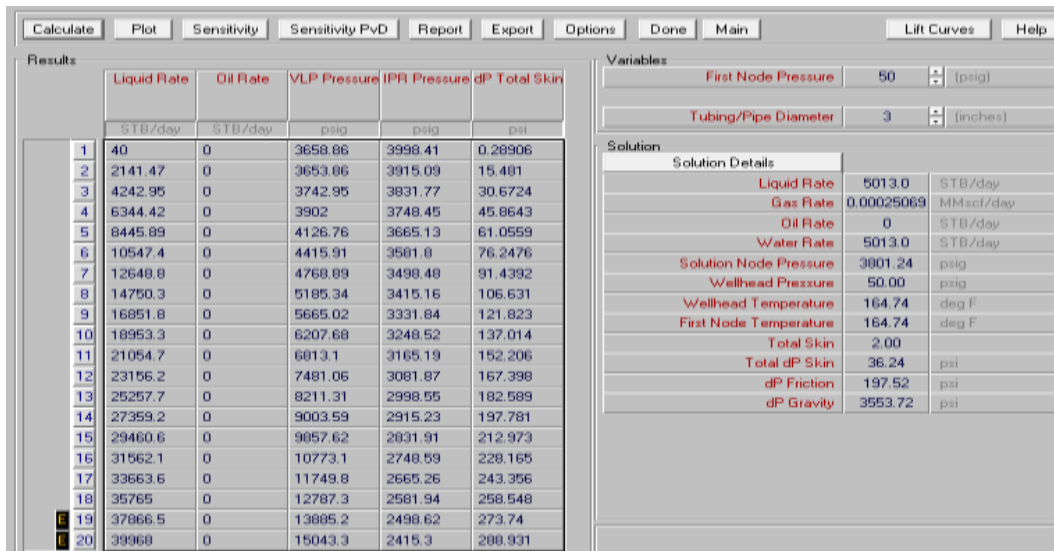 Calculate Plot Sensitivity Sensitivity PvD Report Export Options Done Main Lift Curves Help
Results
Liquid Rate Oil Rate VLP Pressure IPR Pressure dP Total Skin
STB/day STB/day psig psig psi
1 40 0 3658.86 3998.41 0.28906
2 2141.47 0 3653.86 3915.09 15.481
3 4242.95 0 3742.95 3831.77 30.6724
4 6344.42 0 3902 3748.45 45.8643
5 8445.89 0 4126.76 3665.13 61.0559
6 10547.4 0 4415.91 3581.8 76.2476
7 12648.8 0 4768.89 3498.48 91.4392
8 14750.3 0 5185.34 3415.16 106.631
9 16851.8 0 5665.02 3331.84 121.823
10 18953.3 0 6207.68 3248.52 137.014
11 21054.7 0 6813.1 3165.19 152.206
12 23156.2 0 7481.06 3081.87 167.398
13 25257.7 0 8211.31 2998.55 182.589
14 27359.2 0 9003.59 2915.23 197.781
15 29460.6 0 9857.62 2831.91 212.973
16 31562.1 0 10773.1 2748.59 228.165
17 33663.6 0 11749.8 2665.26 243.356
18 35765 0 12787.3 2581.94 258.548
E 19 37866.5 0 13885.2 2498.62 273.74
E 20 39968 0 15043.3 2415.3 288.931
Variables
First Node Pressure 50 (psig)
Tubing/Pipe Diameter 3 (inches)
Solution
Solution Details
Liquid Rate 5013.0 STB/day
Gas Rate 0.00025069 MMscf/day
Oil Rate 0 STB/day
Water Rate 5013.0 STB/day
Solution Node Pressure 3801.24 psig
Wellhead Pressure 50.00 psig
Wellhead Temperature 164.74 deg F
First Node Temperature 164.74 deg F
Total Skin 2.00
Total dP Skin 36.24 psi
dP Friction 197.52 psi
dP Gravity 3553.72 psi